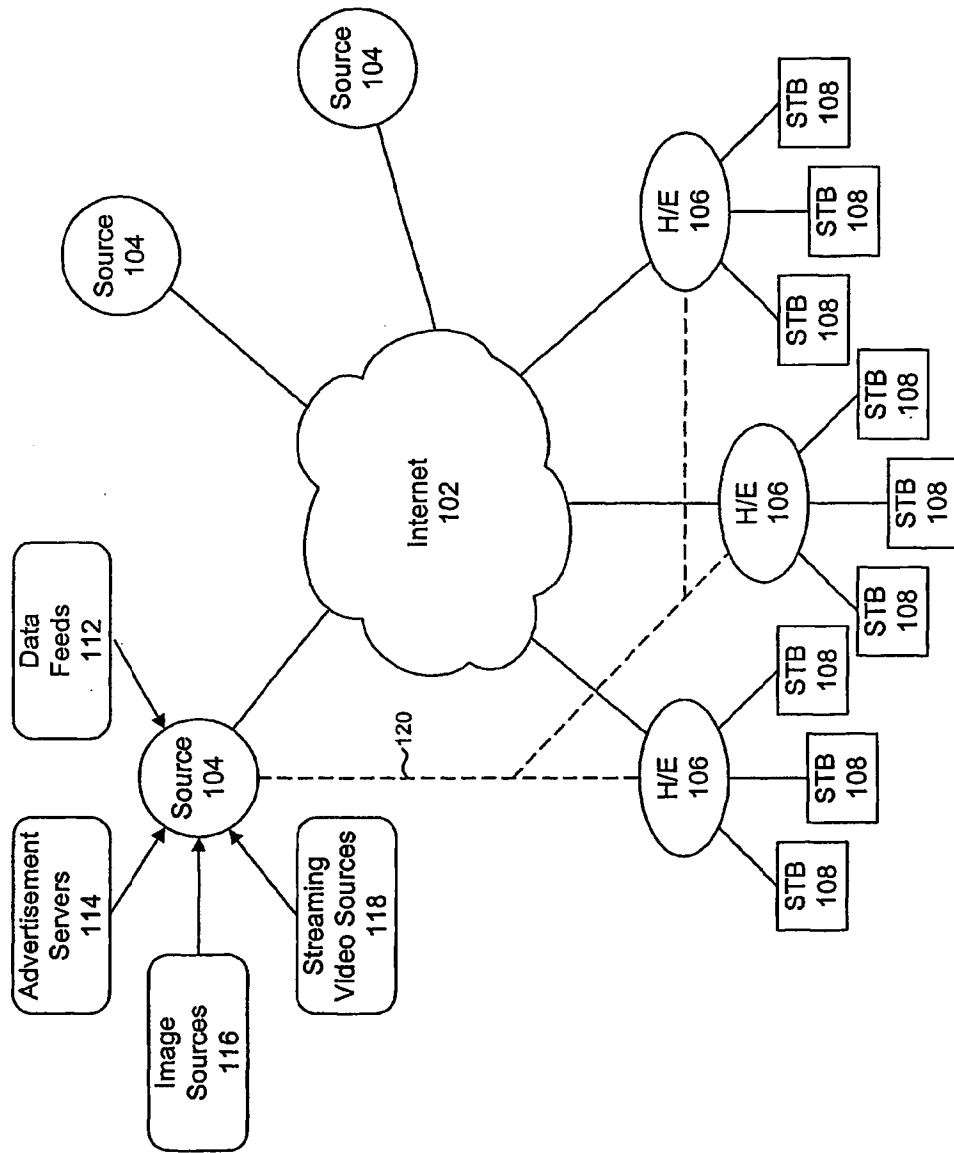 Data
Feeds
112
Advertisement
Servers
114
Image
Sources
116
Streaming
Video Sources
118
Source
104
Source
104
Source
104
120
Internet
102
H/E
106
H/E
106
H/E
106
STB
108
STB
108
STB
108
STB
108
STB
108
STB
108
STB
108
STB
108
STB
108